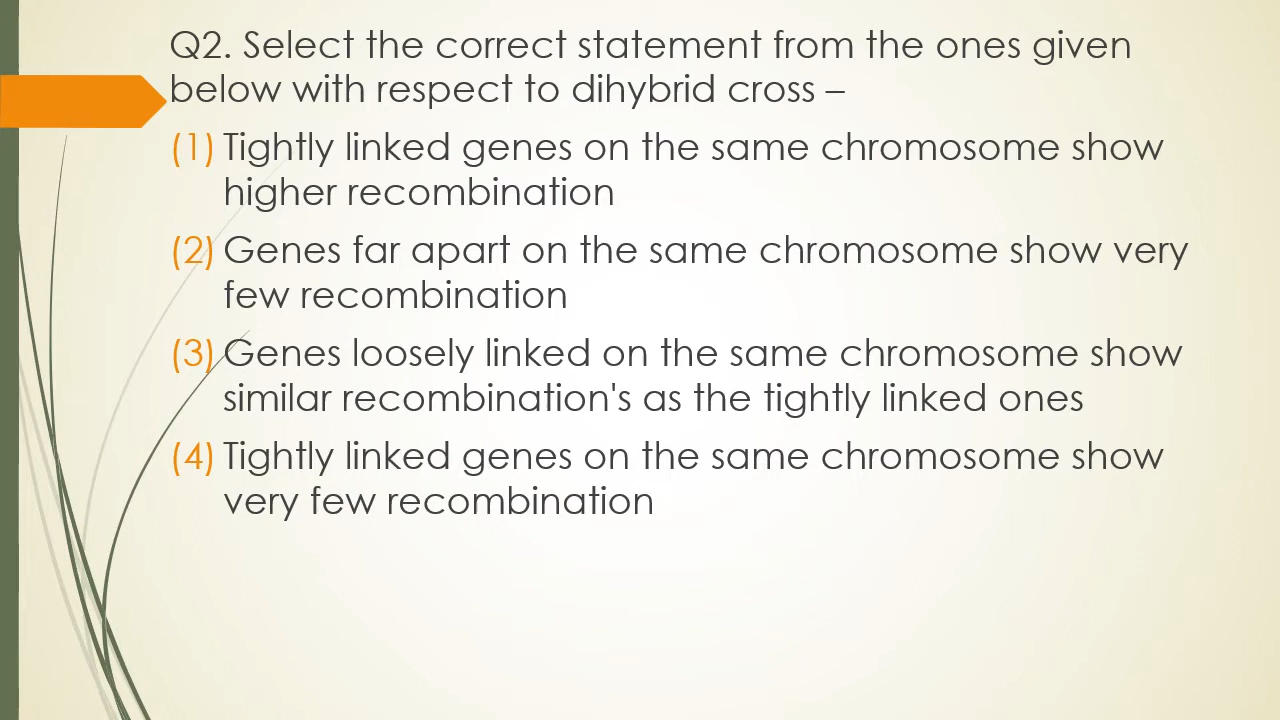 Q2. Select the correct statement from the ones given
below with respect to dihybrid cross –
(1) Tightly linked genes on the same chromosome show
higher recombination
(2) Genes far apart on the same chromosome show very
few recombination
(3) Genes loosely linked on the same chromosome show
similar recombination's as the tightly linked ones
(4) Tightly linked genes on the same chromosome show
very few recombination